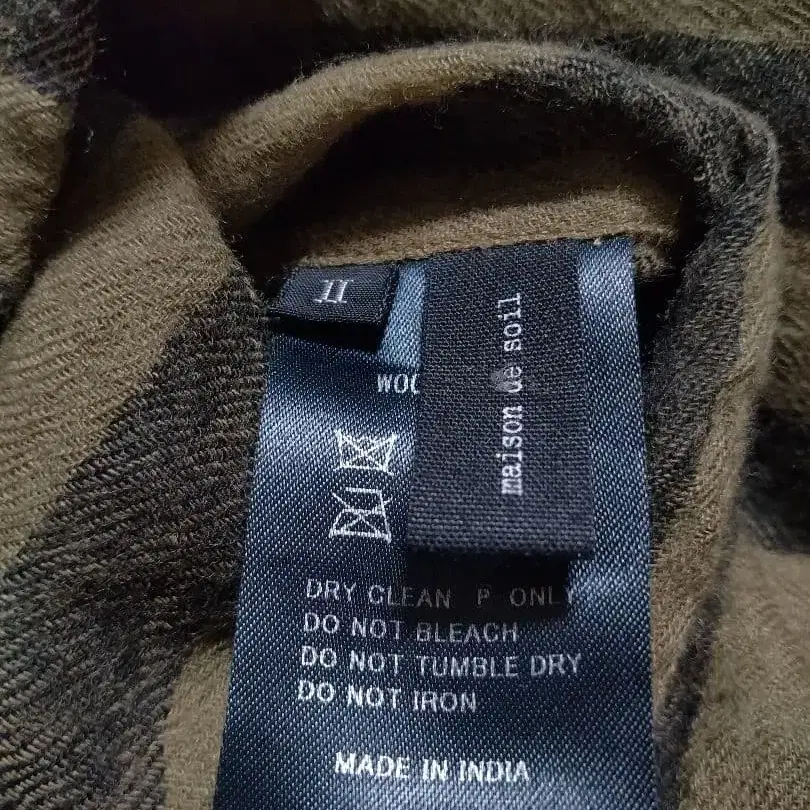 II
maison de soil
WOO
DRY CLEAN P ONLY
DO NOT BLEACH
DO NOT TUMBLE DRY
DO NOT IRON
MADE IN INDIA